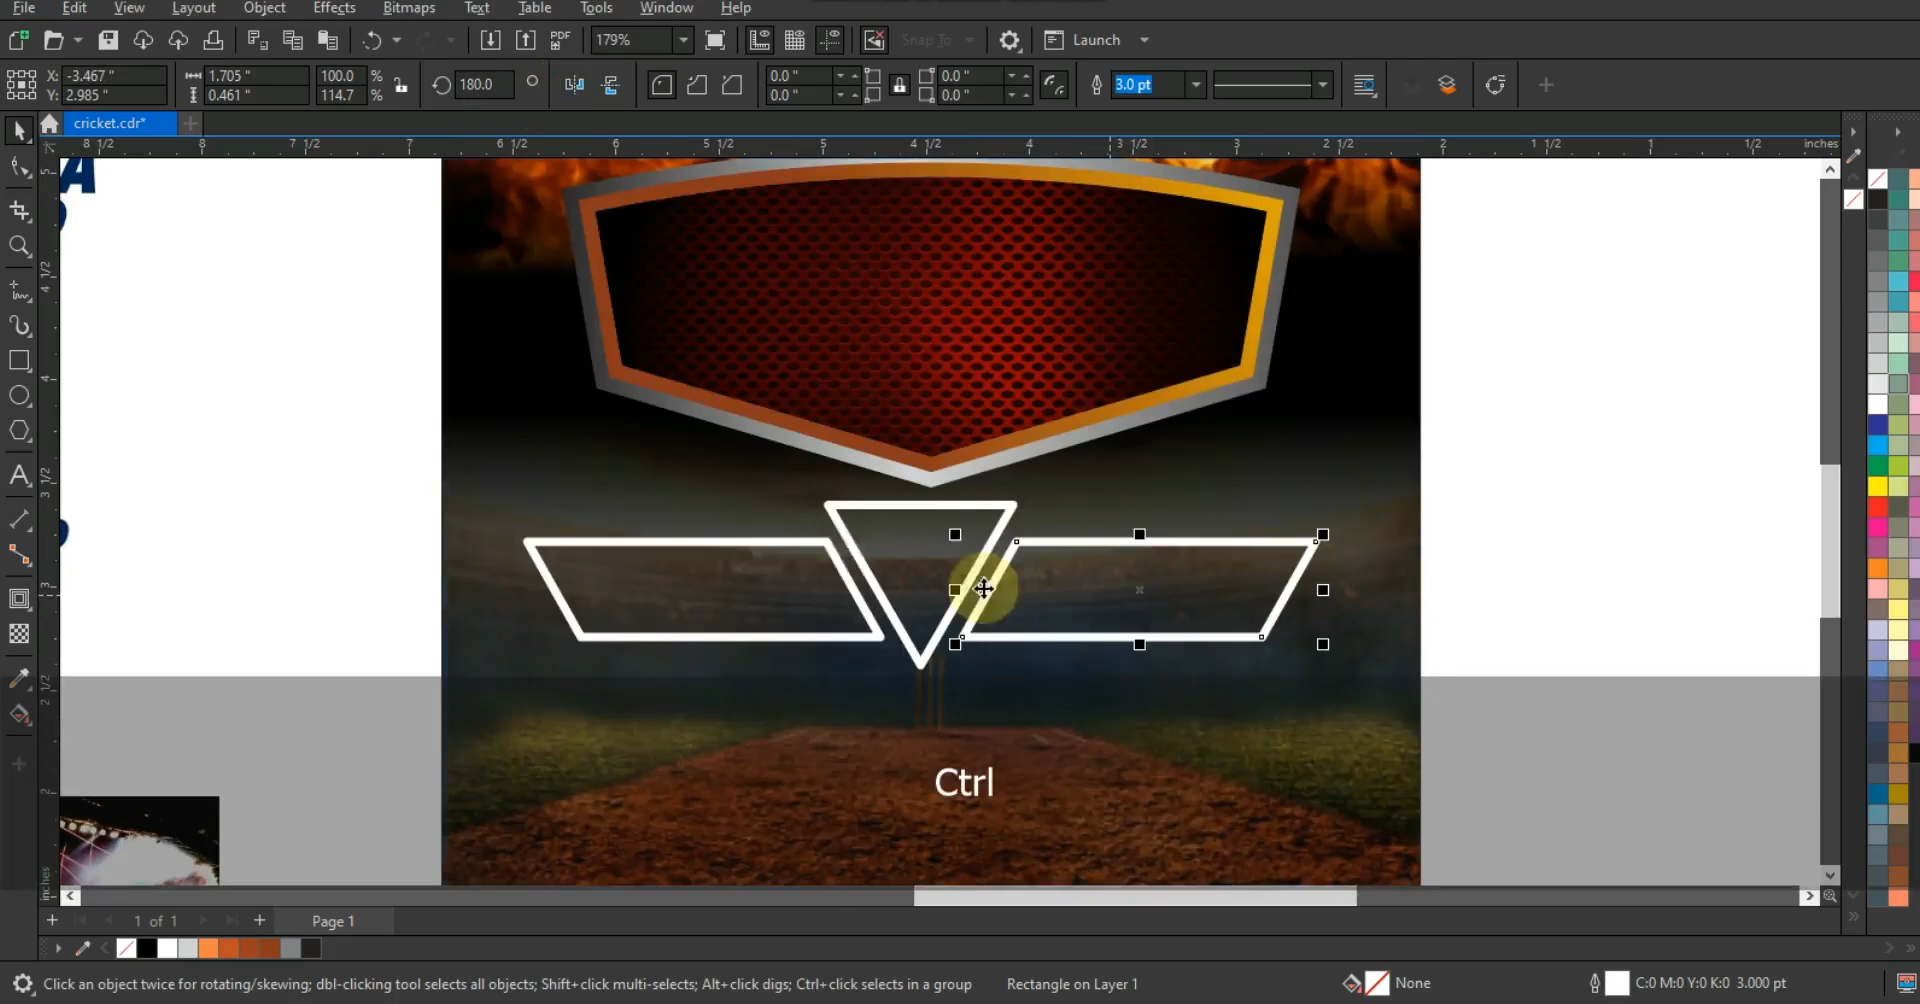 File Edit View Layout Object Effects Bitmaps Text Table Tools Window Help
PDF 179% Snap To Launch
X: -3.467 " 1.705 " 100.0 % 180.0 0.0 " 0.0 " 3.0 pt
Y: 2.985 " 0.461 " 114.7 % 0.0 " 0.0 "
cricket.cdr*
8 1/2 8 7 1/2 7 6 1/2 6 5 1/2 5 4 1/2 4 3 1/2 3 2 1/2 2 1 1/2 1 1/2 inches
A
Ctrl
1 of 1 Page 1
Click an object twice for rotating/skewing; dbl-clicking tool selects all objects; Shift+click multi-selects; Alt+click digs; Ctrl+click selects in a group Rectangle on Layer 1 None C:0 M:0 Y:0 K:0 3.000 pt